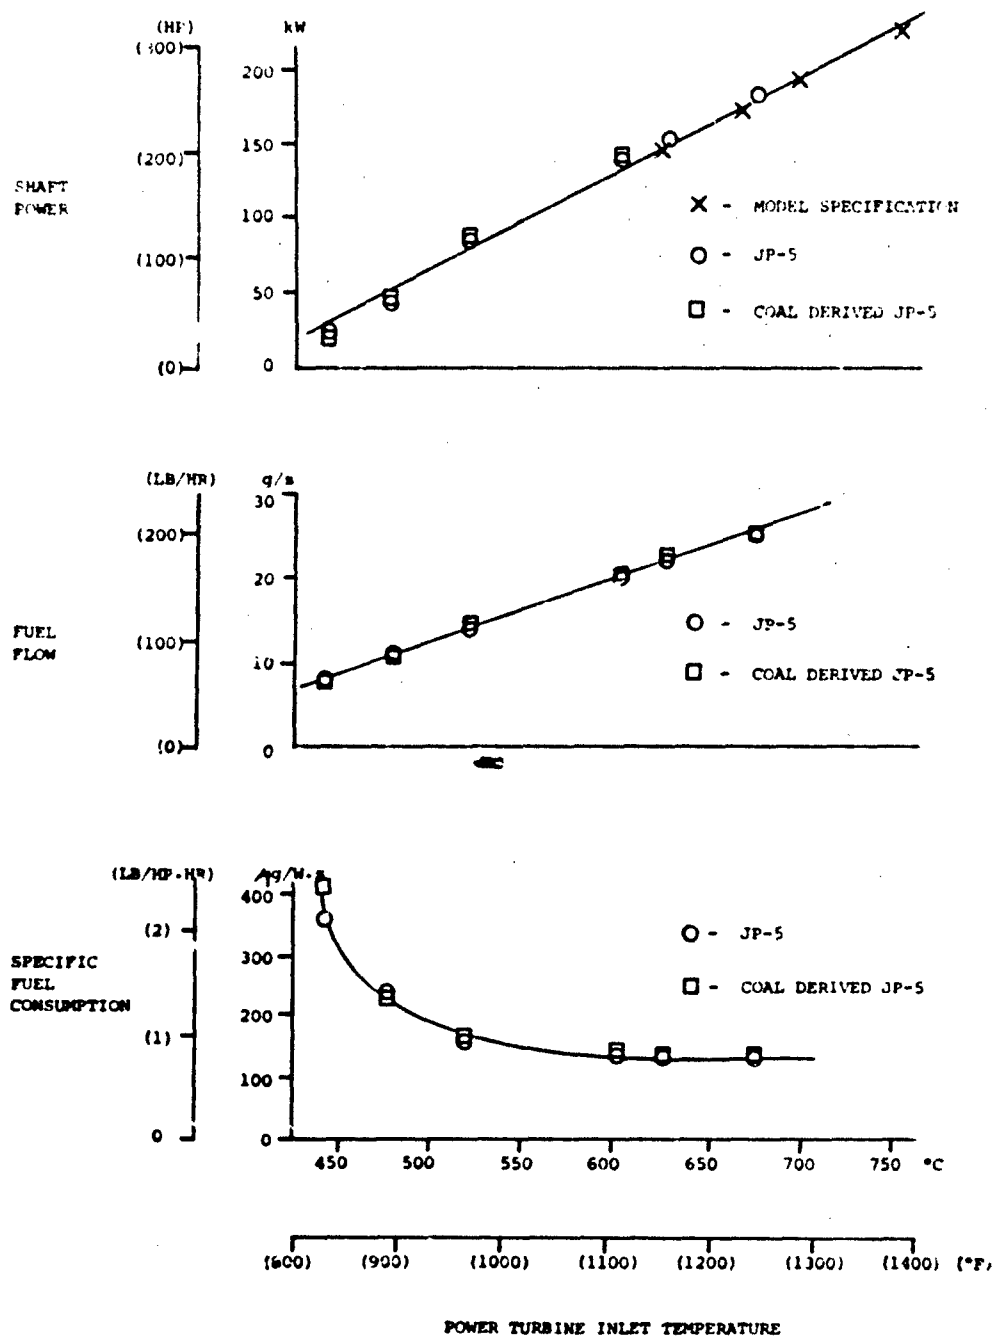 (HP) kW
(300)
200
(200)
150
SHAFT
POWER
100
(100)
50
(0) 0
X - MODEL SPECIFICATION
O - JP-5
□ - COAL DERIVED JP-5
(LB/HR) g/s
30
(200)
20
FUEL
FLOW
(100)
10
(0) 0
O - JP-5
□ - COAL DERIVED JP-5
(LB/HP.HR) µg/W.s
400
(2)
300
SPECIFIC
FUEL
CONSUMPTION
200
(1)
100
0 0
O - JP-5
□ - COAL DERIVED JP-5
450 500 550 600 650 700 750 °C
(800) (900) (1000) (1100) (1200) (1300) (1400) (°F)
POWER TURBINE INLET TEMPERATURE